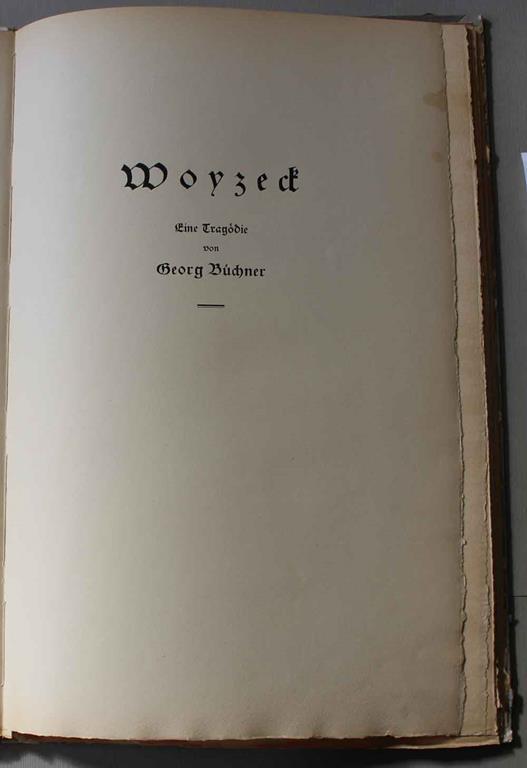 Woyzeck
Eine Tragödie
von
Georg Büchner